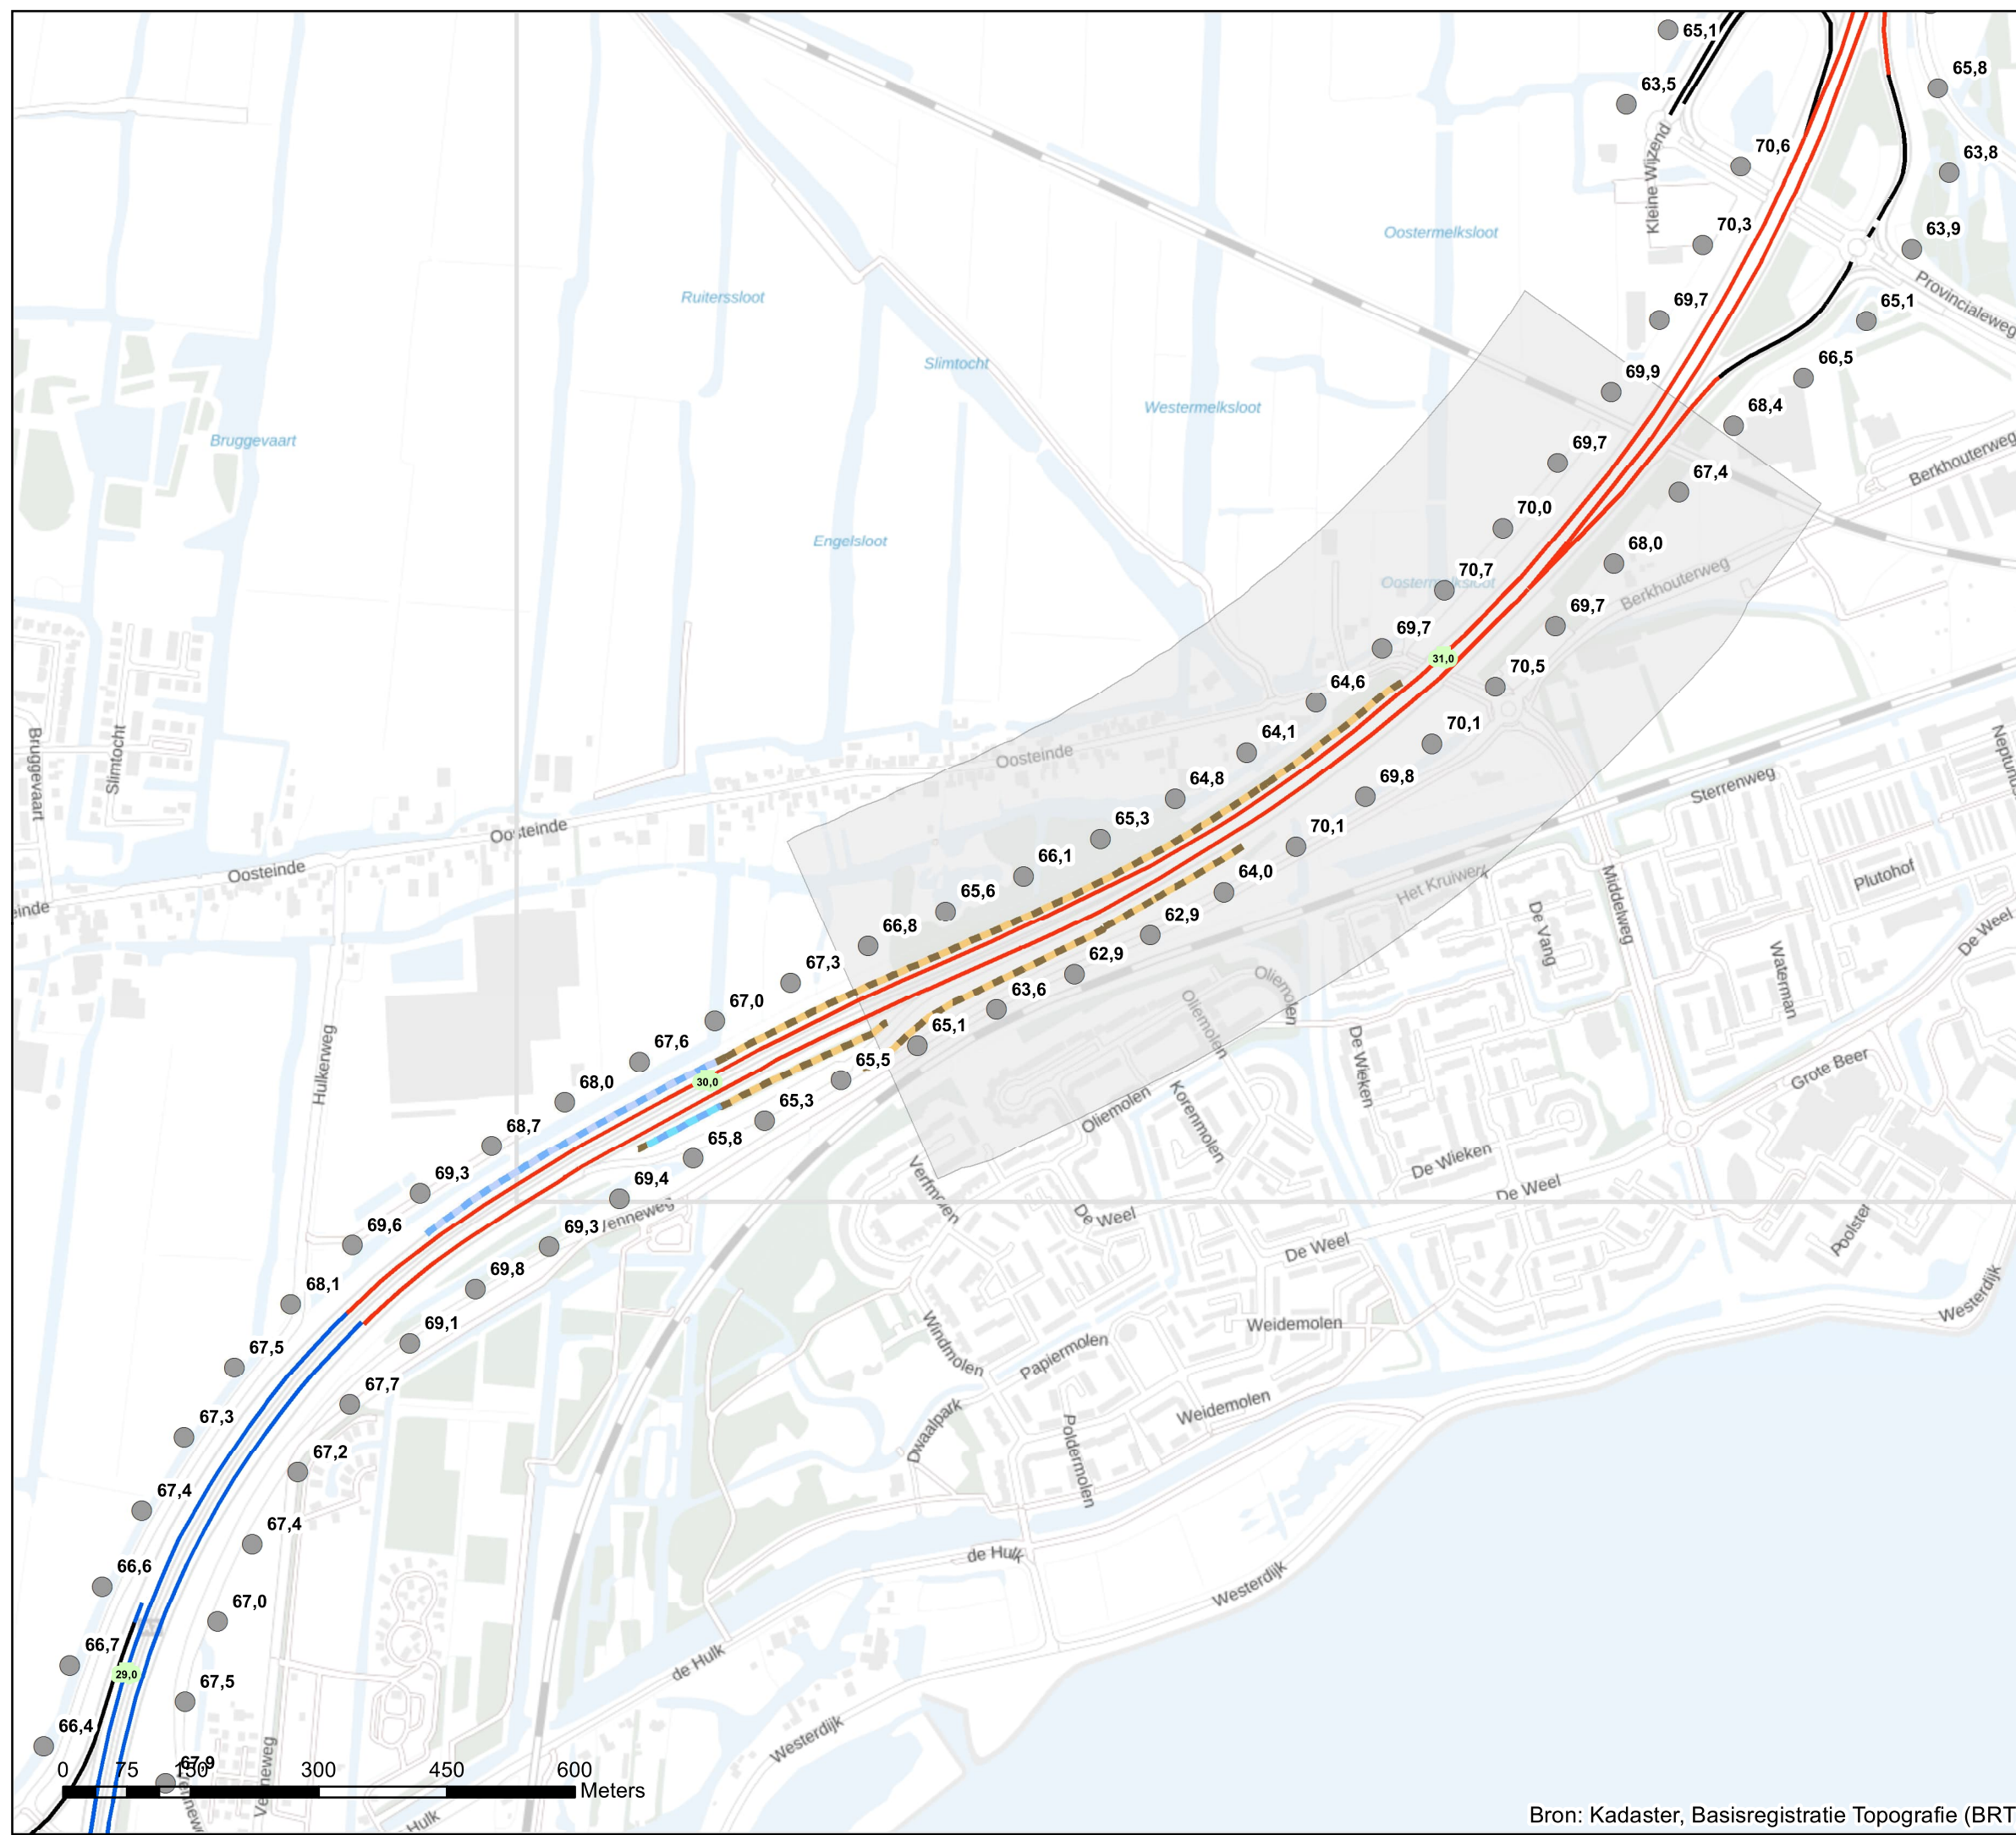 65,1
65,8
63,5
70,6
63,8
Kleine Wijzend
70,3
63,9
Oostermelksloot
Provincialeweg
Ruiterssloot
69,7
65,1
Slimtocht
66,5
69,9
Westermelksloot
68,4
Bruggevaart
69,7
Berkhouterweg
67,4
70,0
Engelsloot
68,0
70,7
Oostermelksloot
Berkhouterweg
69,7
69,7
31,0
70,5
64,6
64,1
70,1
Oosteinde
Bruggevaart
Slimtocht
64,8
69,8
Sterrenweg
65,3
70,1
Oosteinde
66,1
64,0
Oosteinde
Het Kruiwerk
Plutohof
einde
65,6
62,9
Middelweg
De Vang
De Weel
66,8
62,9
Waterman
67,3
63,6
Oliemolen
Oliemolen
67,0
65,1
67,6
65,5
De Wieken
Hulkerweg
30,0
Grote Beer
68,0
65,3
Oliemolen
Korenmolen
68,7
65,8
De Wieken
69,3
69,4
Verfmolen
De Weel
69,6
69,3
De Weel
De Weel
Poolster
68,1
69,8
Westerdijk
67,5
69,1
Windmolen
Papiermolen
Weidemolen
67,7
67,3
Weidemolen
Dwaalpark
Poldermolen
67,2
67,4
67,4
de Hulk
66,6
67,0
Westerdijk
66,7
29,0
de Hulk
67,5
66,4
Westerdijk
67,9
0 75 150 300 450 600
Meters
Hulk
Bron: Kadaster, Basisregistratie Topografie (BRT